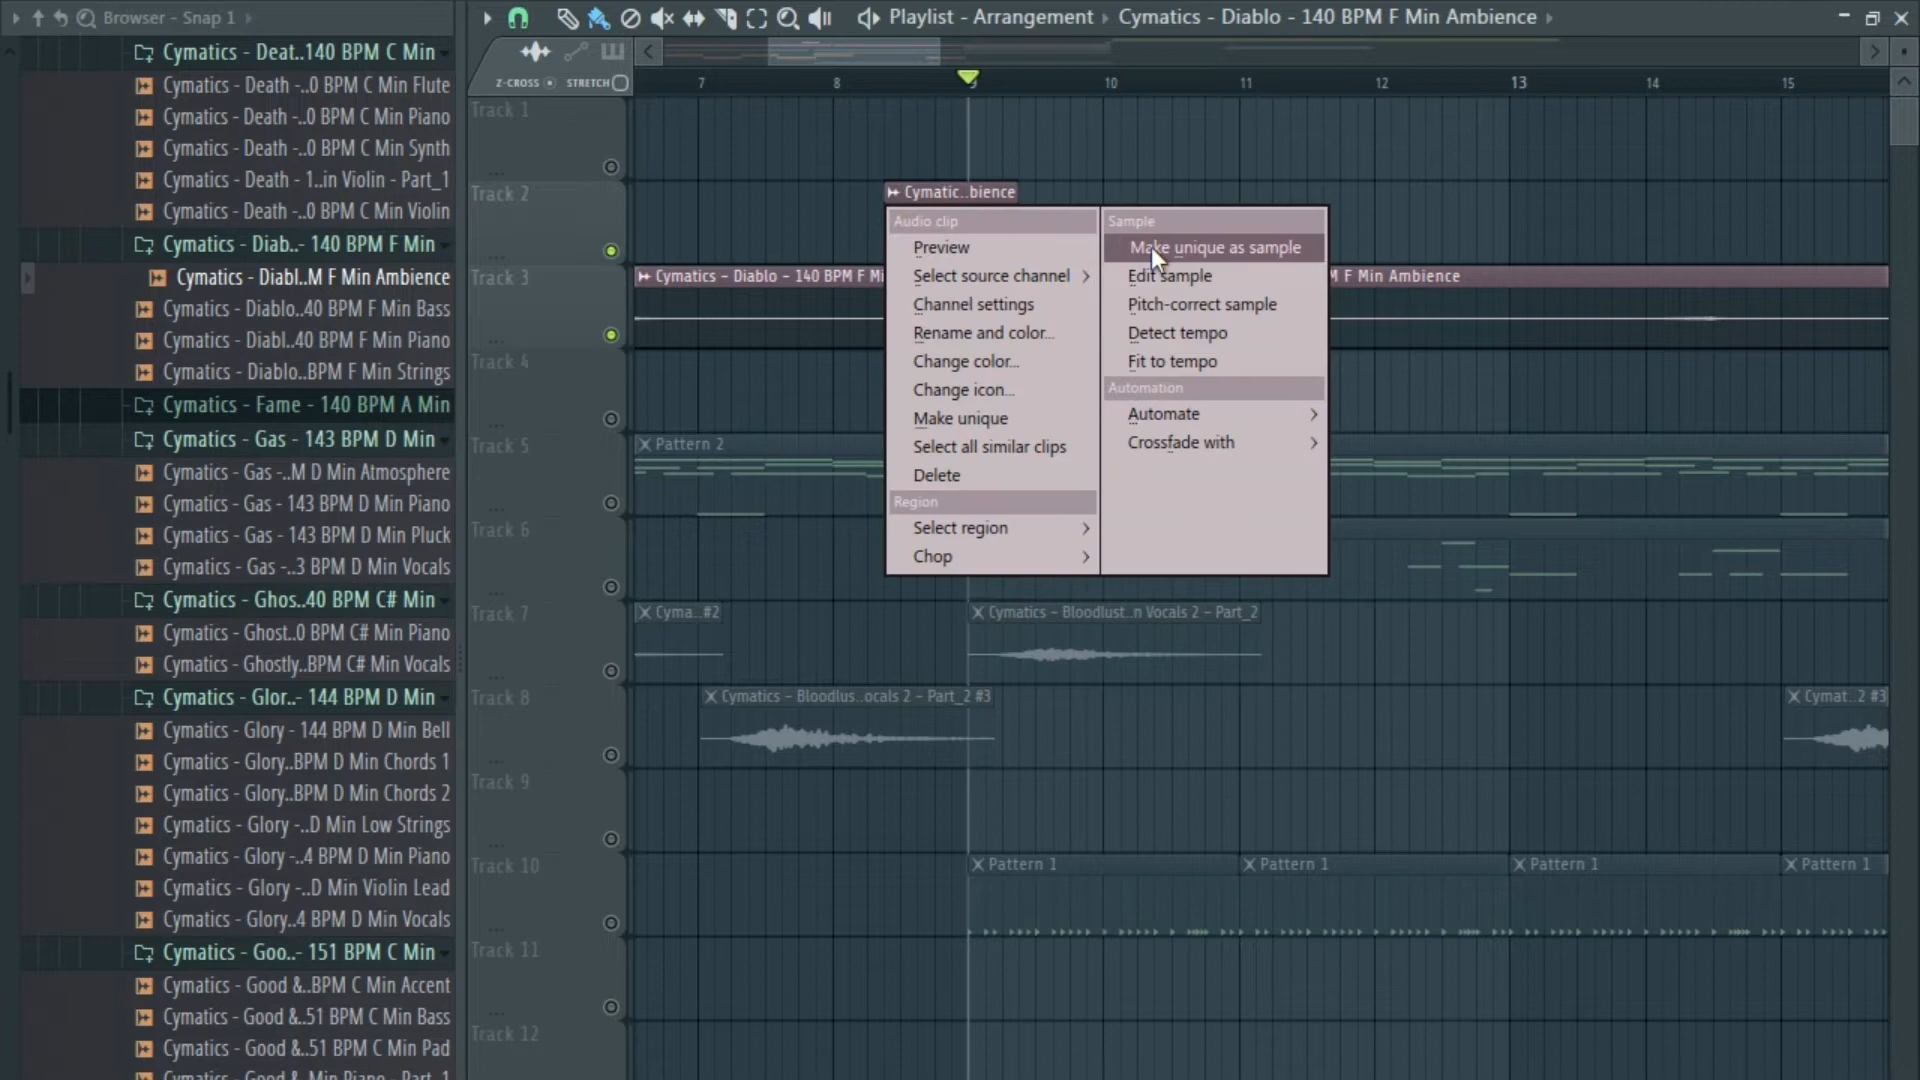 Browser - Snap 1
Playlist - Arrangement
Cymatics - Diablo - 140 BPM F Min Ambience
Z-CROSS
STRETCH
7
8
9
10
11
12
13
14
15
Cymatics - Deat..140 BPM C Min
Cymatics - Death -..0 BPM C Min Flute
Cymatics - Death -..0 BPM C Min Piano
Cymatics - Death -..0 BPM C Min Synth
Cymatics - Death - 1..in Violin - Part_1
Cymatics - Death -..0 BPM C Min Violin
Cymatics - Diab..- 140 BPM F Min
Cymatics - Diabl..M F Min Ambience
Cymatics - Diablo..40 BPM F Min Bass
Cymatics - Diablo..40 BPM F Min Piano
Cymatics - Diablo..BPM F Min Strings
Cymatics - Fame - 140 BPM A Min
Cymatics - Gas - 143 BPM D Min
Cymatics - Gas -..M D Min Atmosphere
Cymatics - Gas - 143 BPM D Min Piano
Cymatics - Gas - 143 BPM D Min Pluck
Cymatics - Gas -..3 BPM D Min Vocals
Cymatics - Ghos..40 BPM C# Min
Cymatics - Ghost..0 BPM C# Min Piano
Cymatics - Ghostly..BPM C# Min Vocals
Cymatics - Glor..- 144 BPM D Min
Cymatics - Glory - 144 BPM D Min Bell
Cymatics - Glory..BPM D Min Chords 1
Cymatics - Glory..BPM D Min Chords 2
Cymatics - Glory -..D Min Low Strings
Cymatics - Glory -..4 BPM D Min Piano
Cymatics - Glory -..D Min Violin Lead
Cymatics - Glory..4 BPM D Min Vocals
Cymatics - Goo..- 151 BPM C Min
Cymatics - Good &..BPM C Min Accent
Cymatics - Good &..51 BPM C Min Bass
Cymatics - Good &..51 BPM C Min Pad
Cymatics - Good &..Min Piano - Part_1
Track 1
Track 2
Cymatic..bience
Track 3
Cymatics - Diablo - 140 BPM F Mi
M F Min Ambience
Track 4
Track 5
Pattern 2
Track 6
Track 7
Cyma..#2
Cymatics - Bloodlust..n Vocals 2 - Part_2
Track 8
Cymatics - Bloodlus..ocals 2 - Part_2 #3
Cymat..2 #3
Track 9
Track 10
Pattern 1
Pattern 1
Pattern 1
Pattern 1
Track 11
Track 12
Audio clip
Preview
Select source channel
Channel settings
Rename and color...
Change color...
Change icon...
Make unique
Select all similar clips
Delete
Region
Select region
Chop
Sample
Make unique as sample
Edit sample
Pitch-correct sample
Detect tempo
Fit to tempo
Automation
Automate
Crossfade with